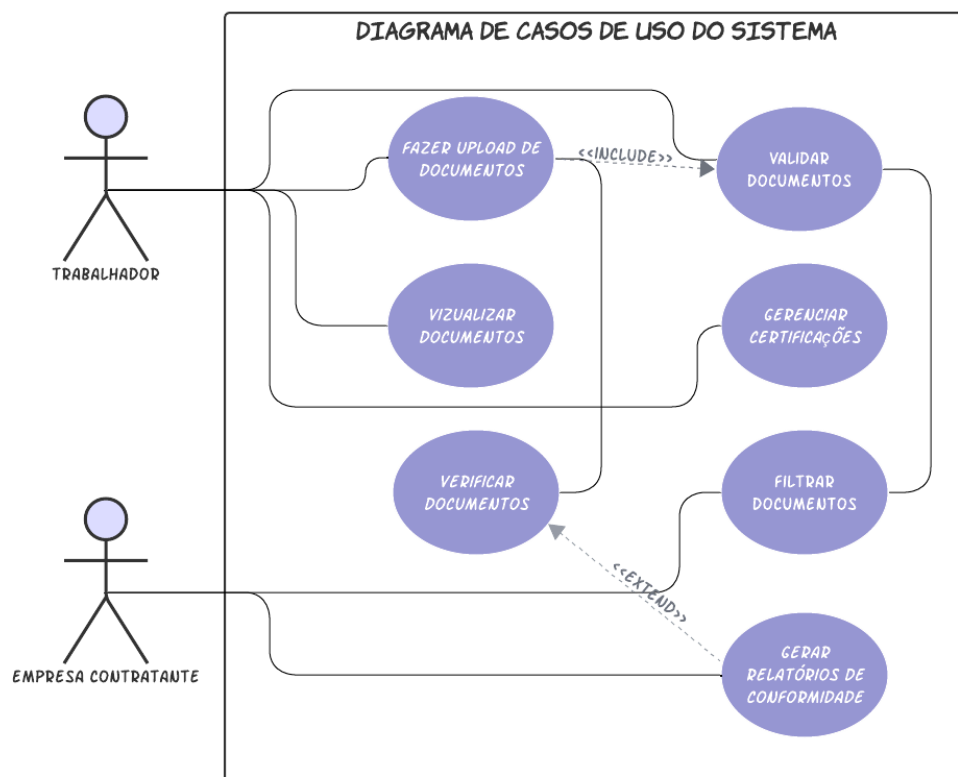 DIAGRAMA DE CASOS DE USO DO SISTEMA
FAZER UPLOAD DE
DOCUMENTOS
<<INCLUDE>>
VALIDAR
DOCUMENTOS
TRABALHADOR
VIZUALIZAR
DOCUMENTOS
GERENCIAR
CERTIFICAÇÕES
VERIFICAR
DOCUMENTOS
FILTRAR
DOCUMENTOS
<<EXTEND>>
EMPRESA CONTRATANTE
GERAR
RELATÓRIOS DE
CONFORMIDADE